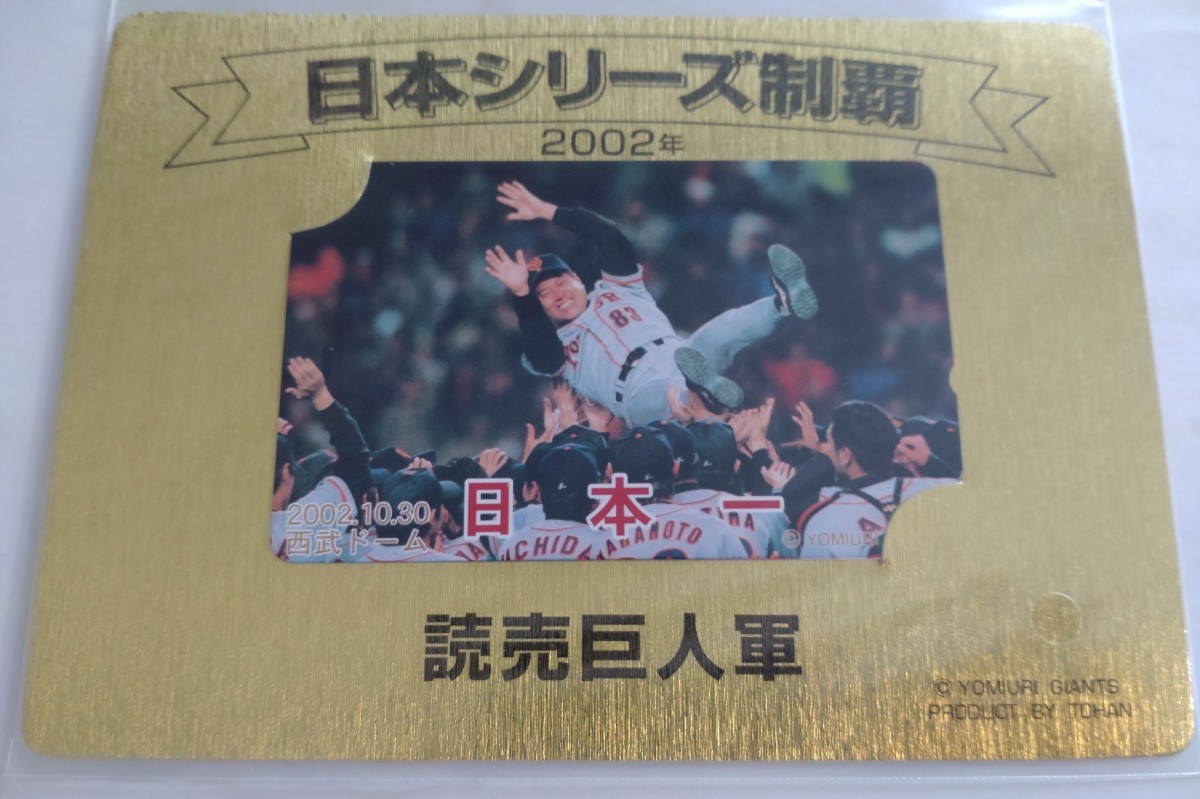 日本シリーズ制覇
2002年
83
2002.10.30
西武ドーム
日本一
UCHIDA
© YOMIURI
読売巨人軍
© YOMIURI GIANTS
PRODUCT BY TOHAN